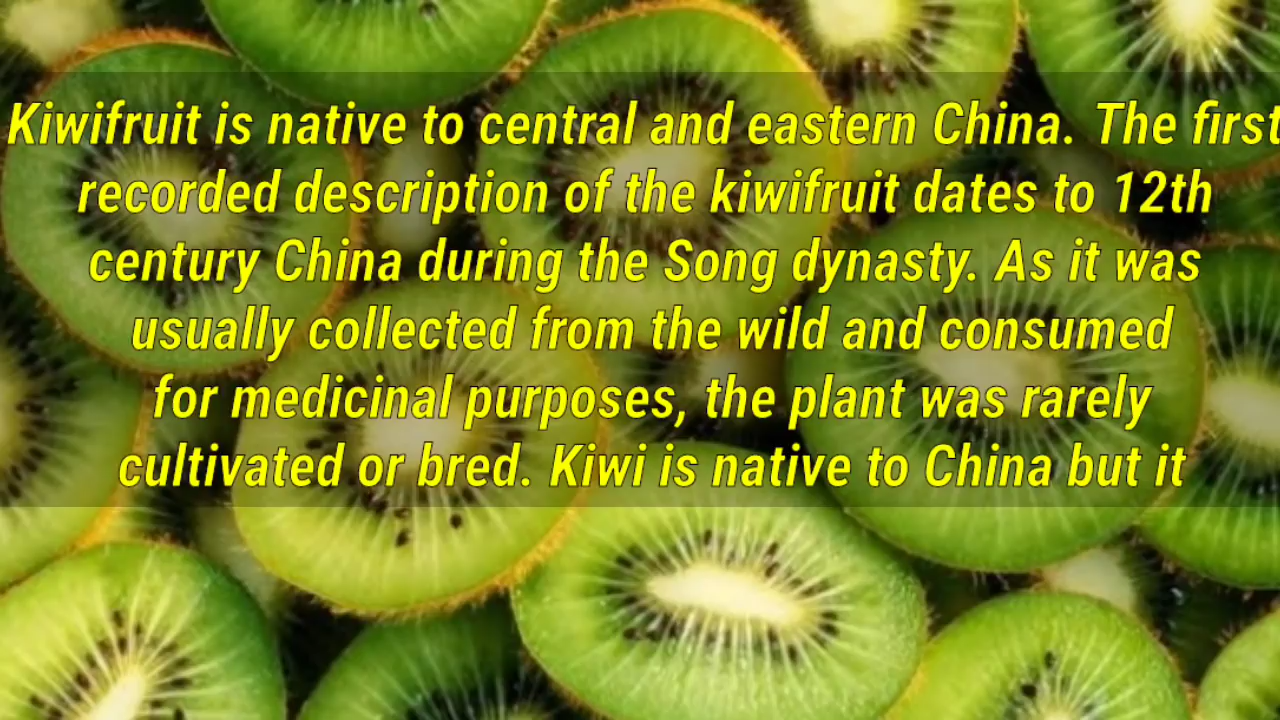 Kiwifruit is native to central and eastern China. The first
recorded description of the kiwifruit dates to 12th
century China during the Song dynasty. As it was
usually collected from the wild and consumed
for medicinal purposes, the plant was rarely
cultivated or bred. Kiwi is native to China but it